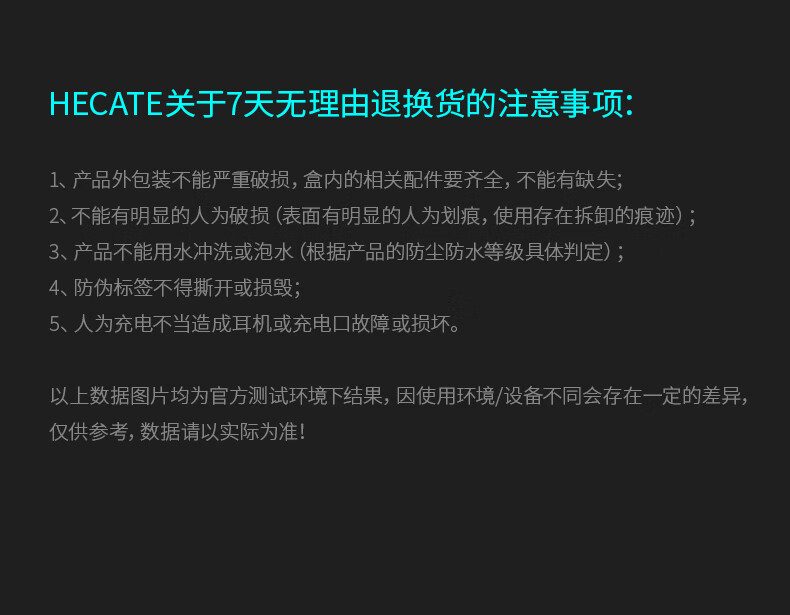 HECATE关于7天无理由退换货的注意事项：
1、产品外包装不能严重破损，盒内的相关配件要齐全，不能有缺失；
2、不能有明显的人为破损（表面有明显的人为划痕，使用存在拆卸的痕迹）；
3、产品不能用水冲洗或泡水（根据产品的防尘防水等级具体判定）；
4、防伪标签不得撕开或损毁；
5、人为充电不当造成耳机或充电口故障或损坏。
以上数据图片均为官方测试环境下结果，因使用环境/设备不同会存在一定的差异，
仅供参考，数据请以实际为准！